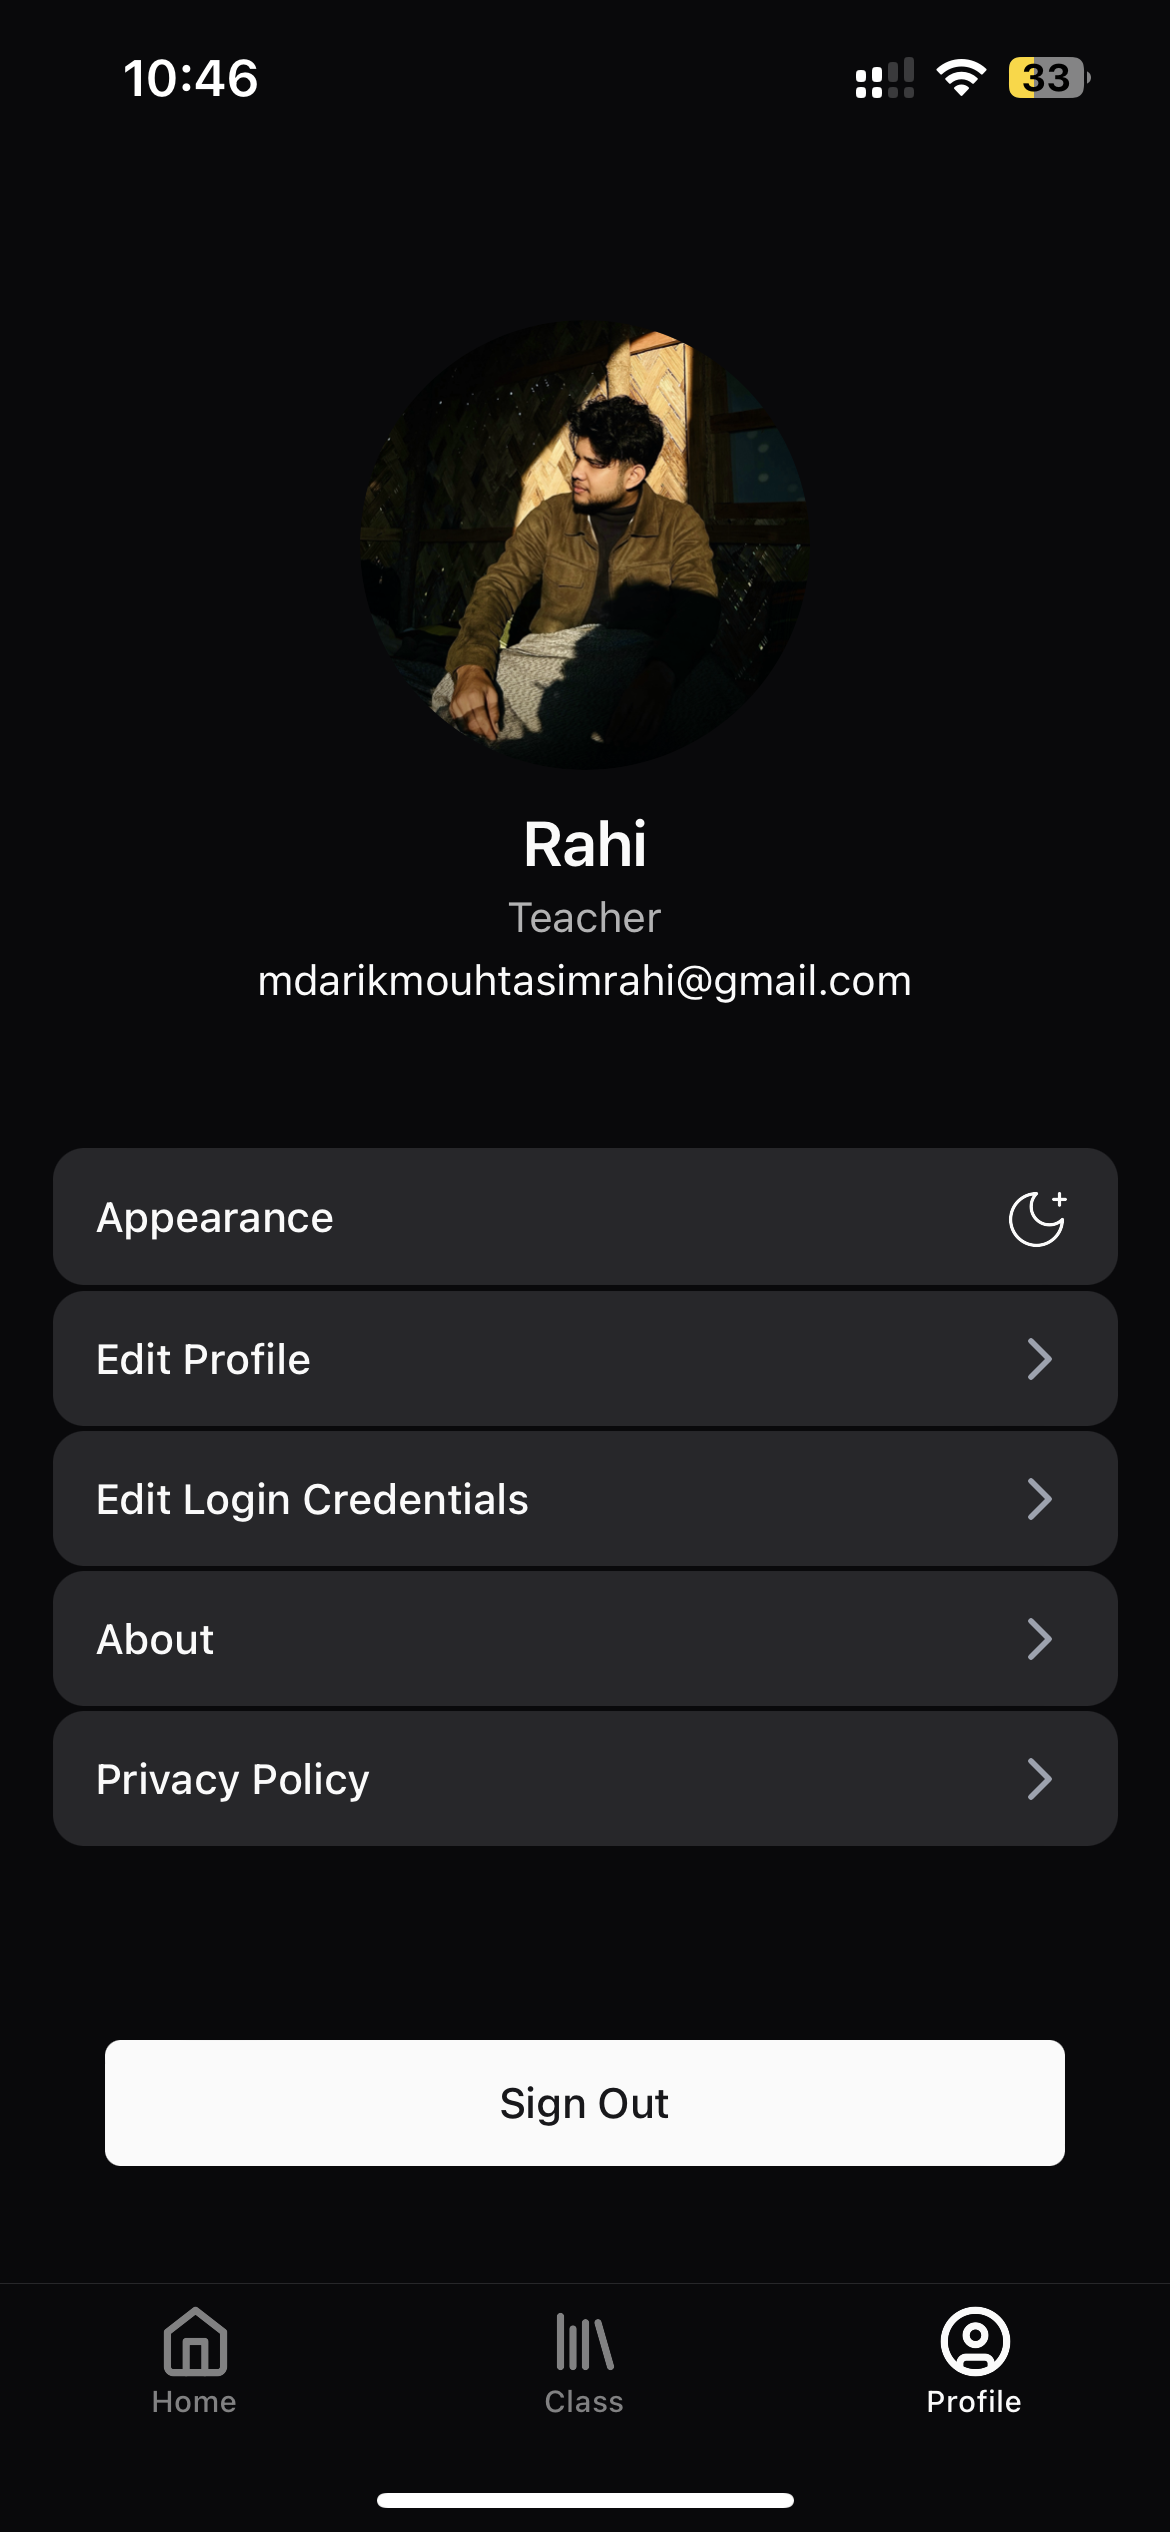 10:46
33
Rahi
Teacher
mdarikmouhtasimrahi@gmail.com
Appearance
Edit Profile
Edit Login Credentials
About
Privacy Policy
Sign Out
Home
Class
Profile